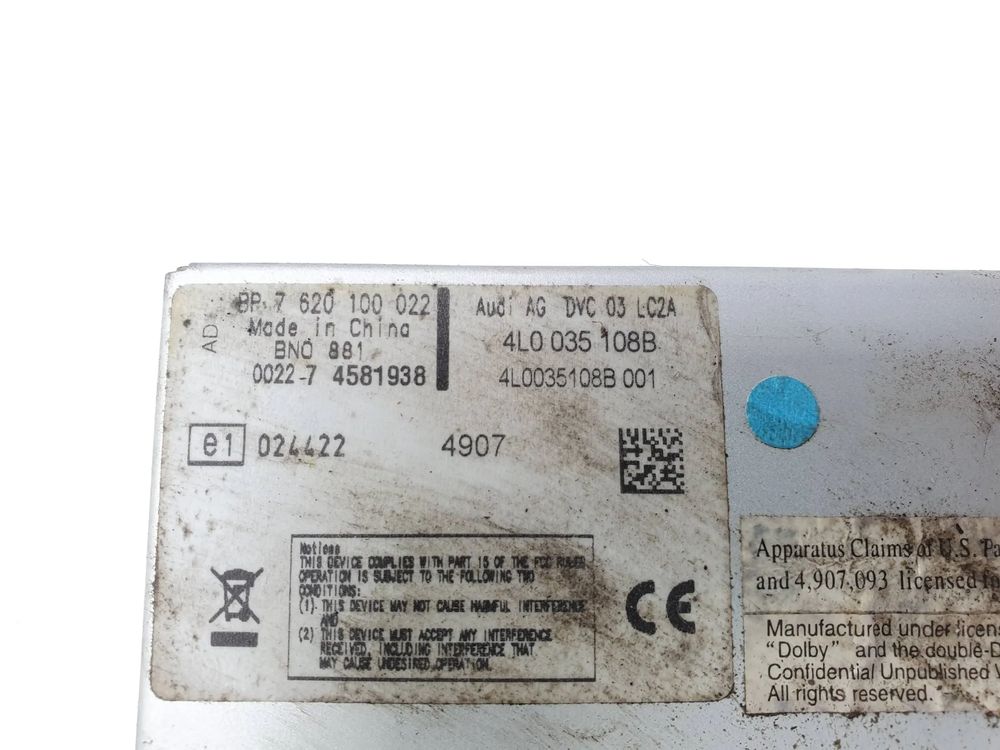 BP 7 620 100 022
Made in China
BNO 881
0022-7 4581938
AD
Audi AG DVC 03 LC2A
4L0 035 108B
4L0035108B 001
e1 024422
4907
Notices
THIS DEVICE COMPLIES WITH PART 15 OF THE FCC RULES
OPERATION IS SUBJECT TO THE FOLLOWING TWO
CONDITIONS:
(1). THIS DEVICE MAY NOT CAUSE HARMFUL INTERFERENCE
AND
(2) THIS DEVICE MUST ACCEPT ANY INTERFERENCE
RECEIVED, INCLUDING INTERFERENCE THAT
MAY CAUSE UNDESIRED OPERATION.
CE
Apparatus Claims of U.S. Pa
and 4,907,093 licensed
Manufactured under licen
"Dolby" and the double-D
Confidential Unpublished
All rights reserved.